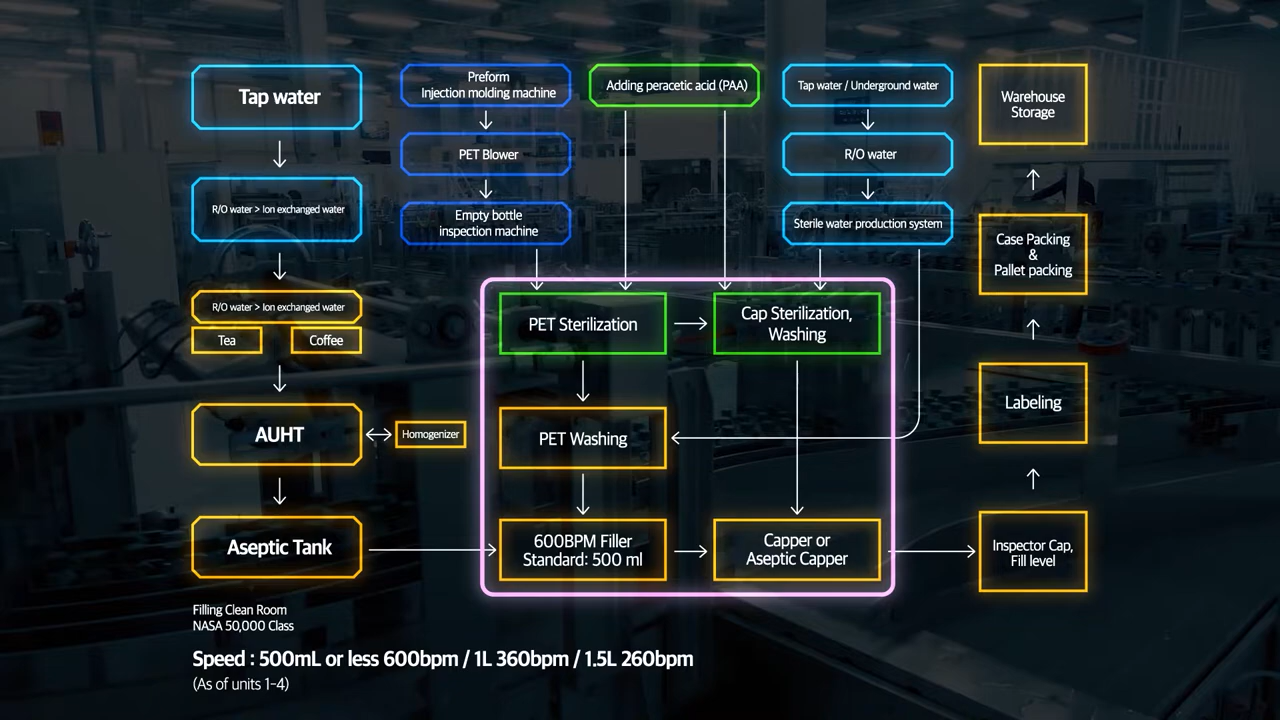 Tap water
R/O water > Ion exchanged water
R/O water > Ion exchanged water
Tea
Coffee
AUHT
Homogenizer
Aseptic Tank
Preform
Injection molding machine
PET Blower
Empty bottle
inspection machine
Adding peracetic acid (PAA)
Tap water / Underground water
R/O water
Sterile water production system
PET Sterilization
Cap Sterilization,
Washing
PET Washing
600BPM Filler
Standard: 500 ml
Capper or
Aseptic Capper
Warehouse
Storage
Case Packing
&
Pallet packing
Labeling
Inspector Cap,
Fill level
Filling Clean Room
NASA 50,000 Class
Speed : 500mL or less 600bpm / 1L 360bpm / 1.5L 260bpm
(As of units 1-4)